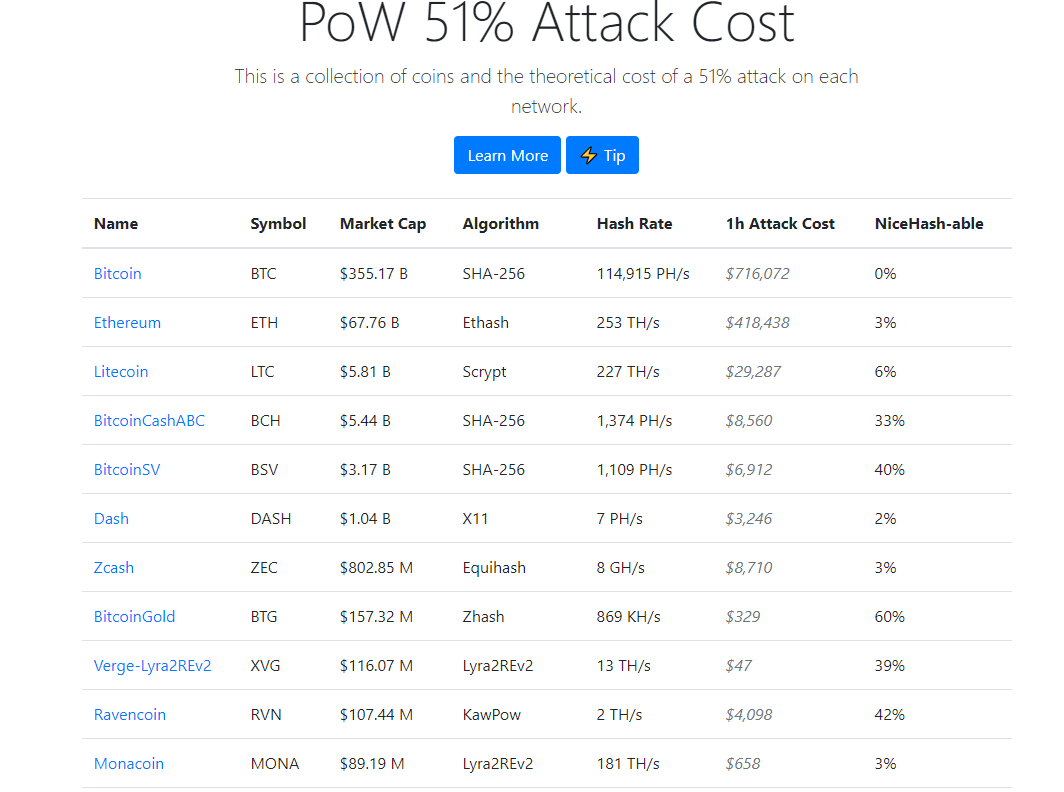 PoW 51% Attack Cost
This is a collection of coins and the theoretical cost of a 51% attack on each
network.
Learn More ⚡ Tip
Name Symbol Market Cap Algorithm Hash Rate 1h Attack Cost NiceHash-able
Bitcoin BTC $355.17 B SHA-256 114,915 PH/s $716,072 0%
Ethereum ETH $67.76 B Ethash 253 TH/s $418,438 3%
Litecoin LTC $5.81 B Scrypt 227 TH/s $29,287 6%
BitcoinCashABC BCH $5.44 B SHA-256 1,374 PH/s $8,560 33%
BitcoinSV BSV $3.17 B SHA-256 1,109 PH/s $6,912 40%
Dash DASH $1.04 B X11 7 PH/s $3,246 2%
Zcash ZEC $802.85 M Equihash 8 GH/s $8,710 3%
BitcoinGold BTG $157.32 M Zhash 869 KH/s $329 60%
Verge-Lyra2REv2 XVG $116.07 M Lyra2REv2 13 TH/s $47 39%
Ravencoin RVN $107.44 M KawPow 2 TH/s $4,098 42%
Monacoin MONA $89.19 M Lyra2REv2 181 TH/s $658 3%